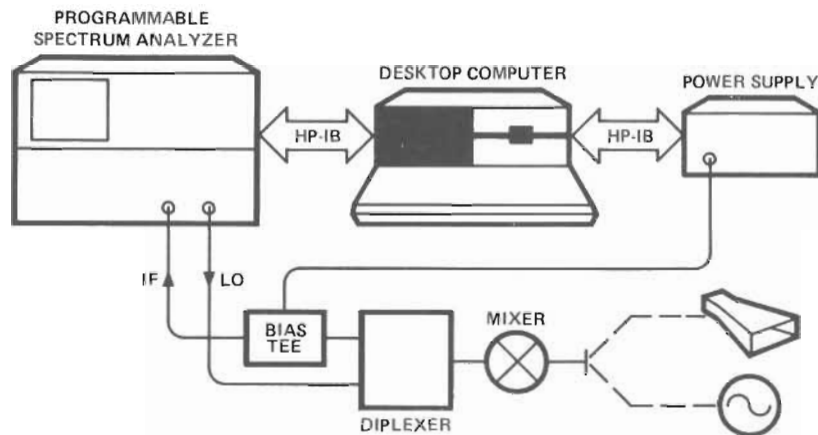 PROGRAMMABLE
SPECTRUM ANALYZER
DESKTOP COMPUTER
POWER SUPPLY
HP-IB
HP-IB
IF
LO
BIAS
TEE
MIXER
DIPLEXER